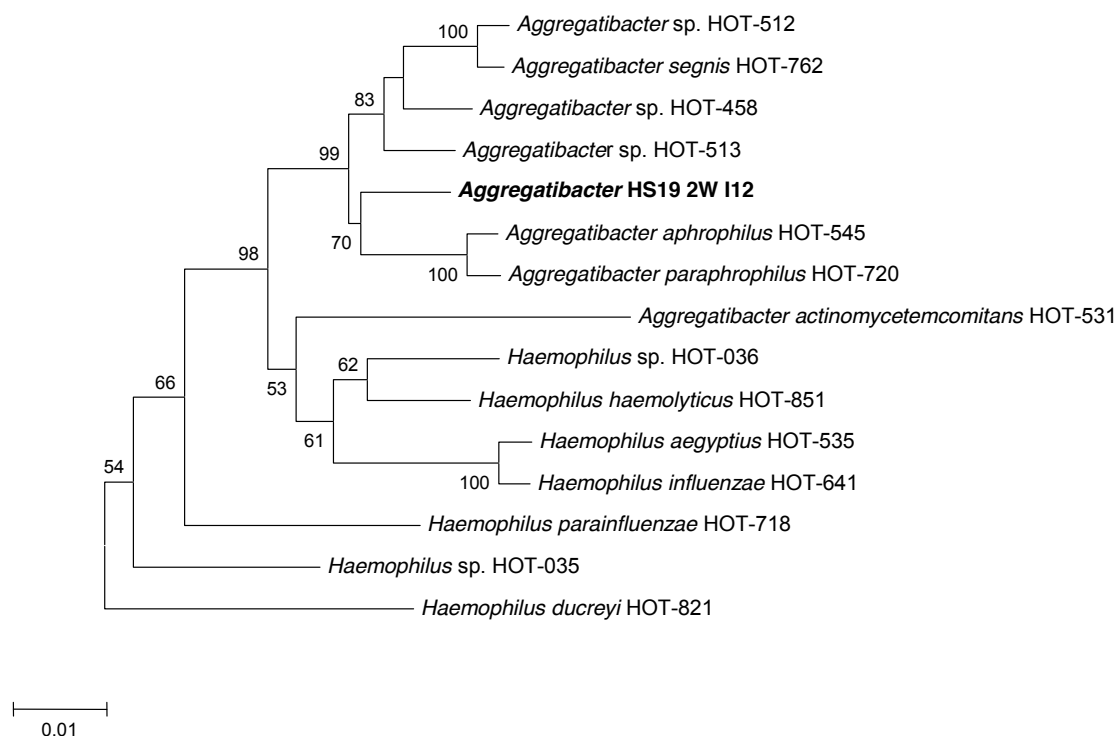 100
Aggregatibacter sp. HOT-512
Aggregatibacter segnis HOT-762
83
Aggregatibacter sp. HOT-458
99
Aggregatibacter sp. HOT-513
Aggregatibacter HS19 2W I12
70
Aggregatibacter aphrophilus HOT-545
98
100
Aggregatibacter paraphrophilus HOT-720
Aggregatibacter actinomycetemcomitans HOT-531
62
Haemophilus sp. HOT-036
66
53
Haemophilus haemolyticus HOT-851
61
Haemophilus aegyptius HOT-535
54
100
Haemophilus influenzae HOT-641
Haemophilus parainfluenzae HOT-718
Haemophilus sp. HOT-035
Haemophilus ducreyi HOT-821
0.01